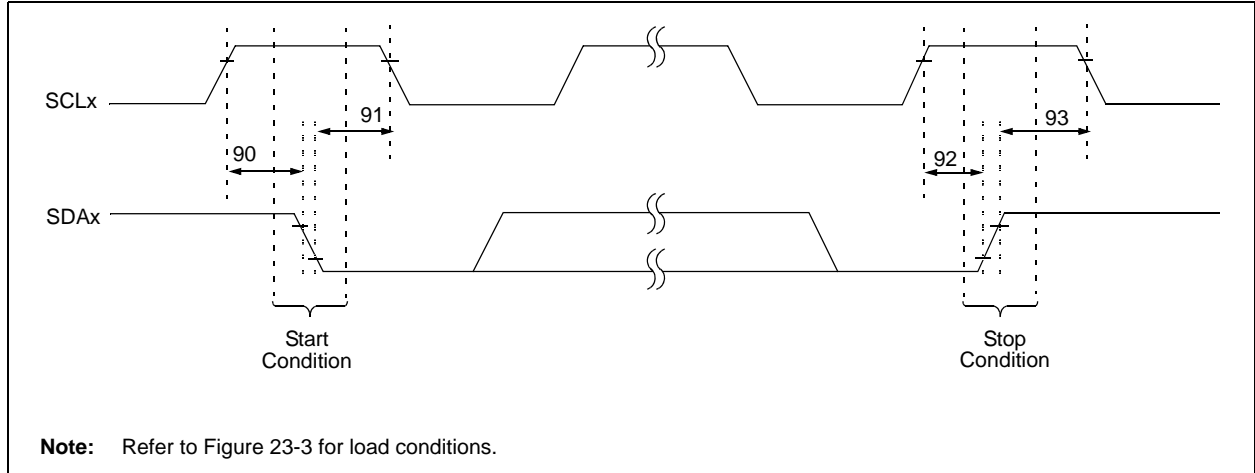 SCLx
91
93
90
92
SDAx
Start
Condition
Stop
Condition
Note: Refer to Figure 23-3 for load conditions.